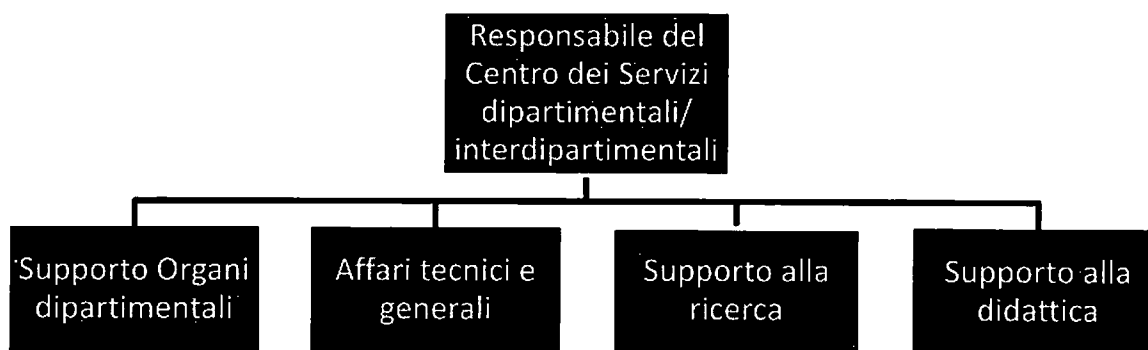 Responsabile del
Centro dei Servizi
dipartimentali/
interdipartimentali
Supporto Organi
dipartimentali
Affari tecnici e
generali
Supporto alla
ricerca
Supporto alla
didattica